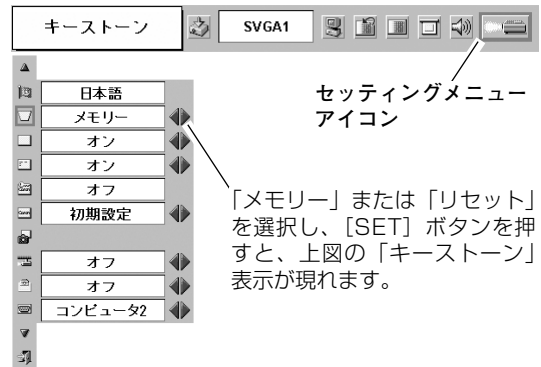 キーストーン
SVGA1
セッティングメニュー
アイコン
日本語
メモリー
オン
オン
オフ
初期設定
オフ
オフ
コンピュータ2
「メモリー」または「リセット」
を選択し、［SET］ボタンを押
すと、上図の「キーストーン」
表示が現れます。